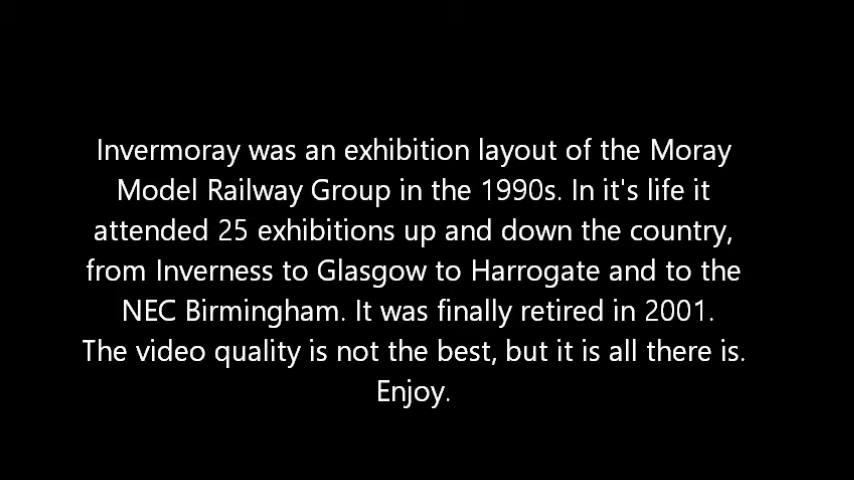 Invermoray was an exhibition layout of the Moray
Model Railway Group in the 1990s. In it's life it
attended 25 exhibitions up and down the country,
from Inverness to Glasgow to Harrogate and to the
NEC Birmingham. It was finally retired in 2001.
The video quality is not the best, but it is all there is.
Enjoy.